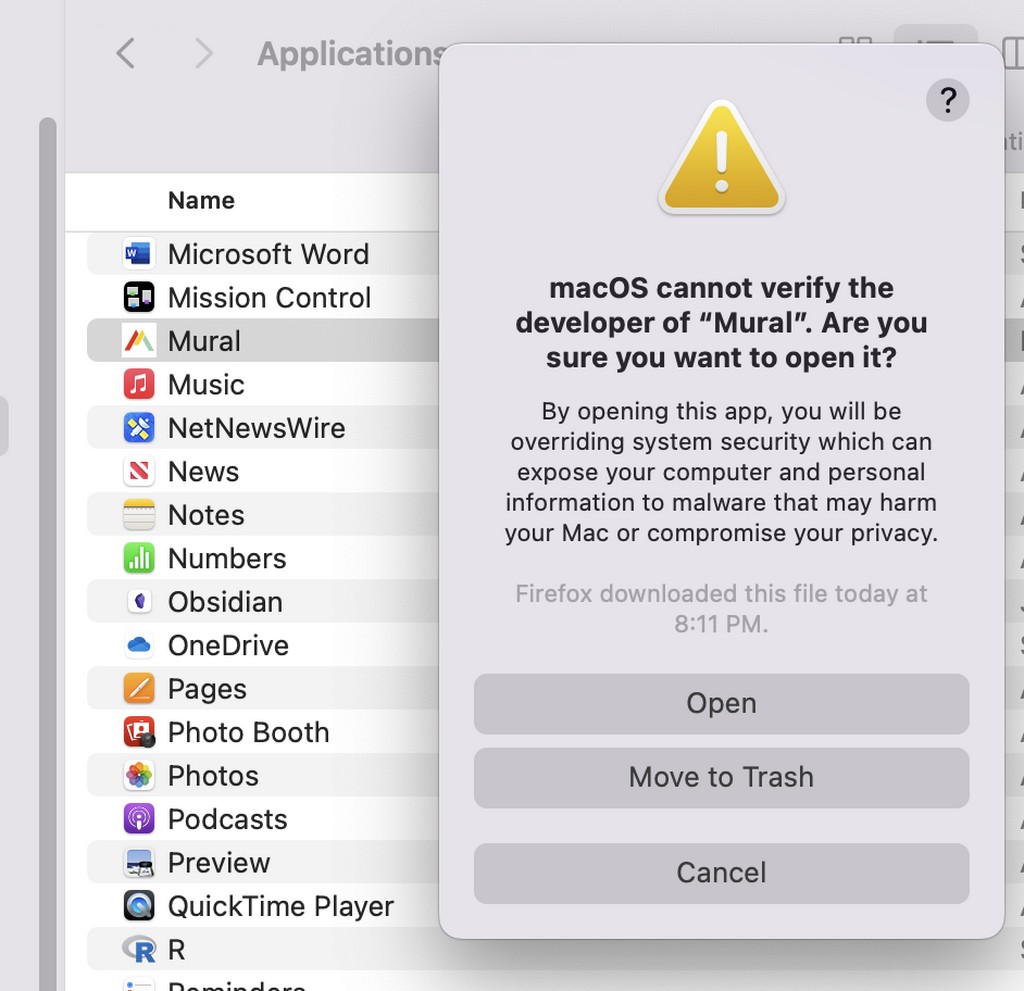 Applications
?
Name
Microsoft Word
Mission Control
Mural
Music
NetNewsWire
News
Notes
Numbers
Obsidian
OneDrive
Pages
Photo Booth
Photos
Podcasts
Preview
QuickTime Player
R
Reminders
macOS cannot verify the
developer of “Mural”. Are you
sure you want to open it?
By opening this app, you will be
overriding system security which can
expose your computer and personal
information to malware that may harm
your Mac or compromise your privacy.
Firefox downloaded this file today at
8:11 PM.
Open
Move to Trash
Cancel